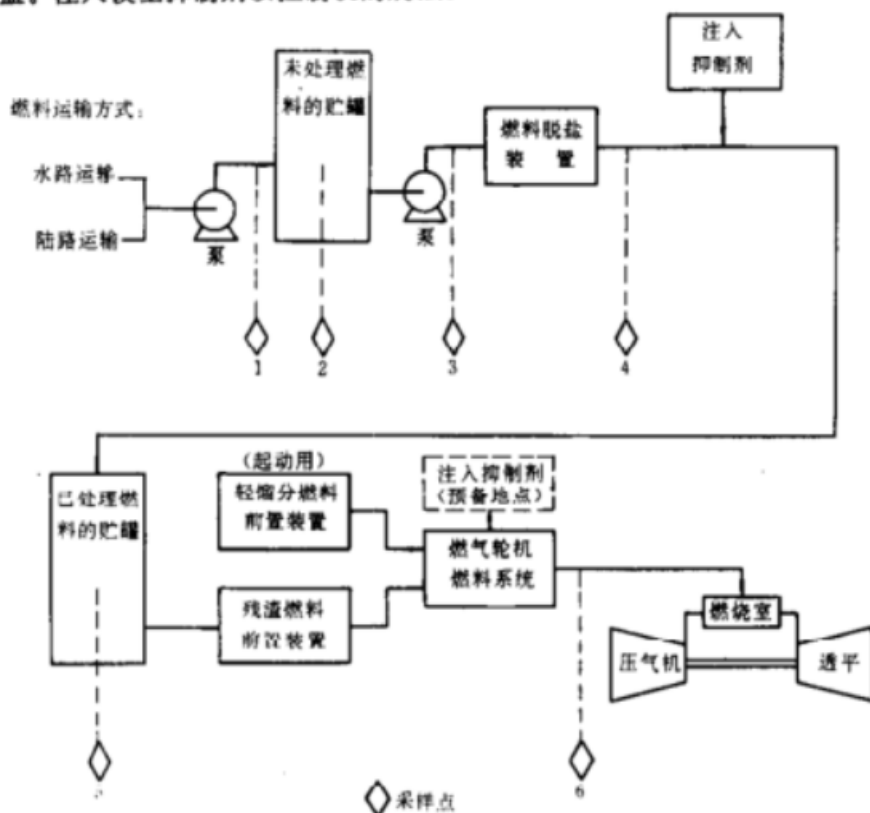 注入
抑制剂
未处理燃
料的贮罐
燃料运输方式:
燃料脱盐
装 置
水路运输
陆路运输
泵
泵
1
2
3
4
(起动用)
轻馏分燃料
前置装置
注入抑制剂
(预备地点)
已处理燃
料的贮罐
燃气轮机
燃料系统
残渣燃料
前置装置
燃烧室
压气机
透平
6
采样点